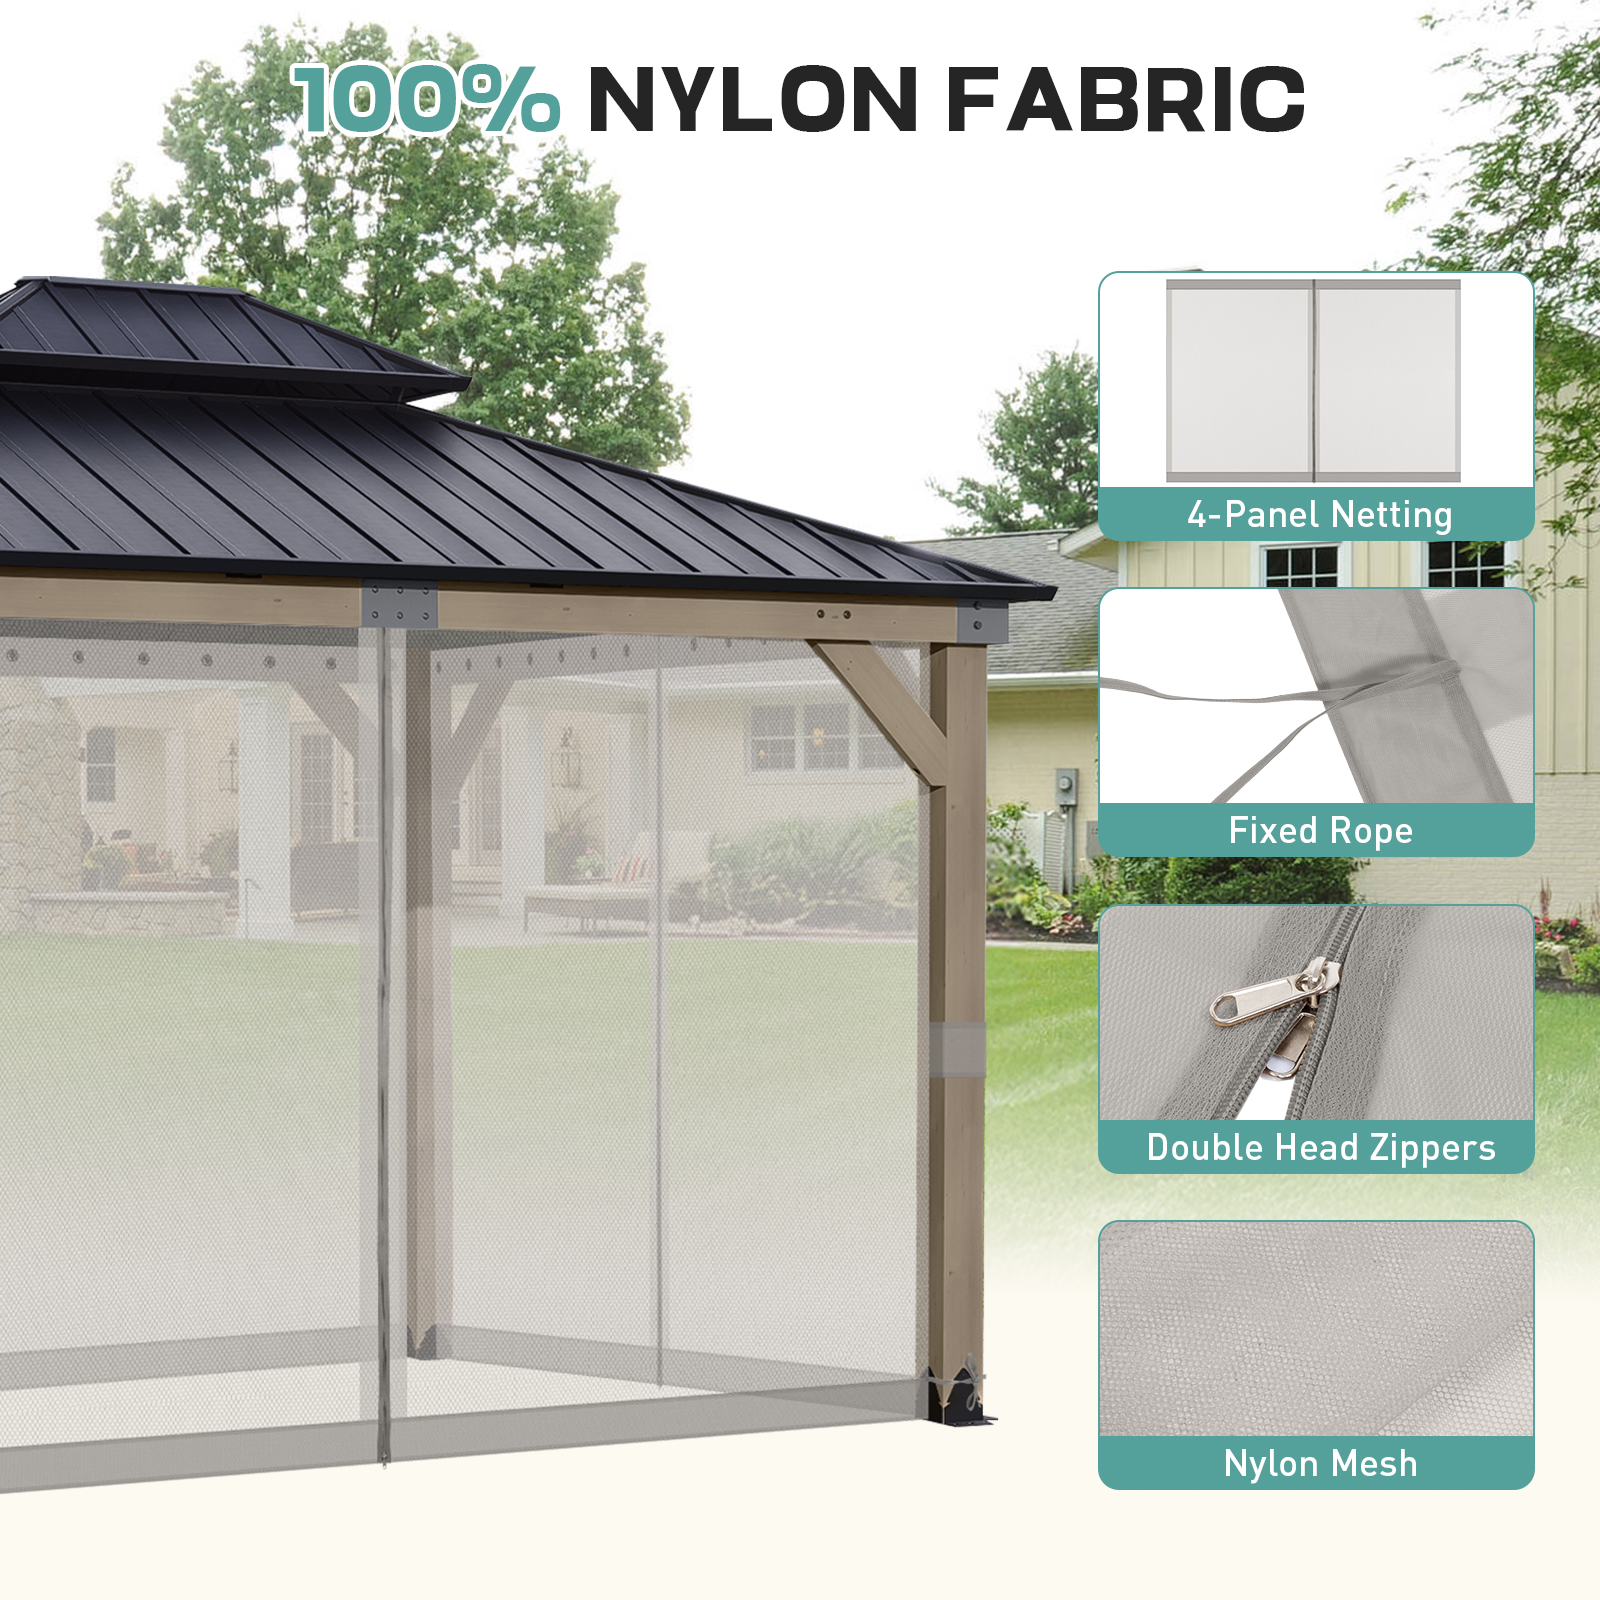 100% NYLON FABRIC
4-Panel Netting
Fixed Rope
Double Head Zippers
Nylon Mesh